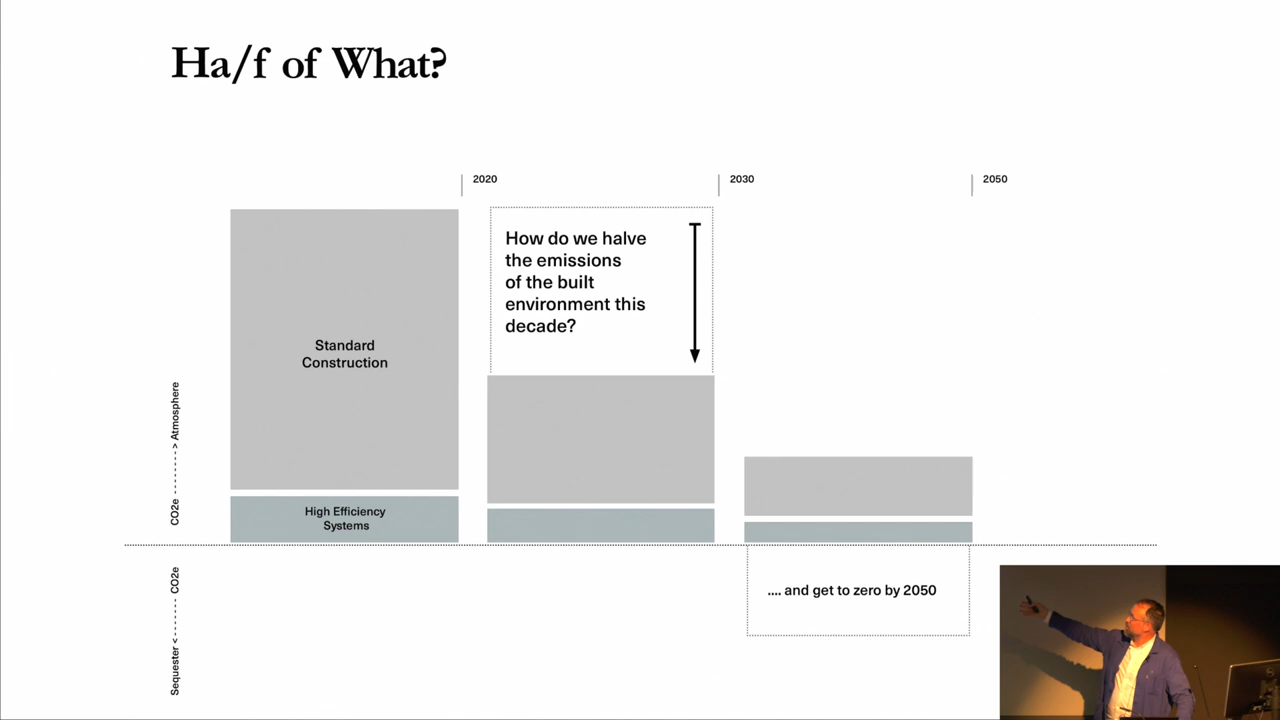 Ha/f of What?
2020
2030
2050
How do we halve
the emissions
of the built
environment this
decade?
Standard
Construction
High Efficiency
Systems
CO2e --------> Atmosphere
Sequester <------- CO2e
.... and get to zero by 2050